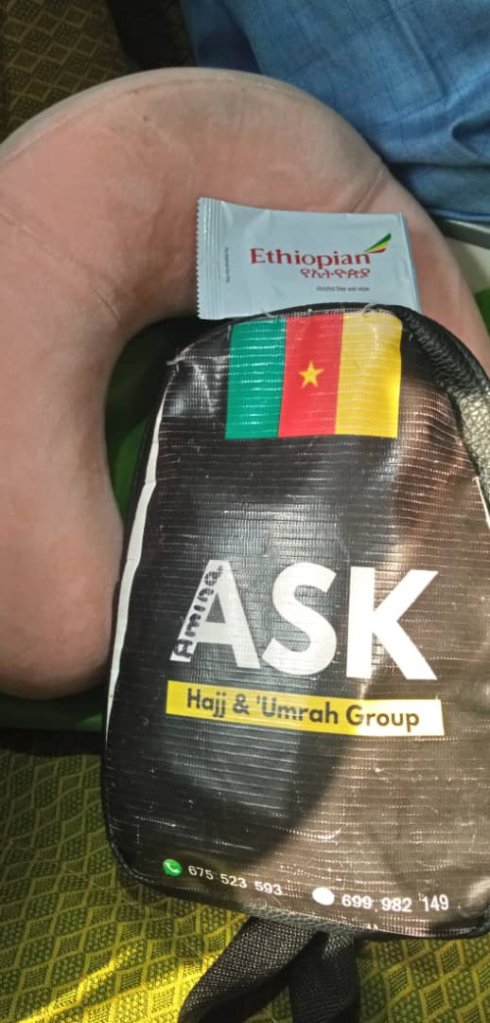 Ethiopian
የኢትዮጵያ
ASK
Amina
Hajj & 'Umrah Group
675 523 593
699 982 149